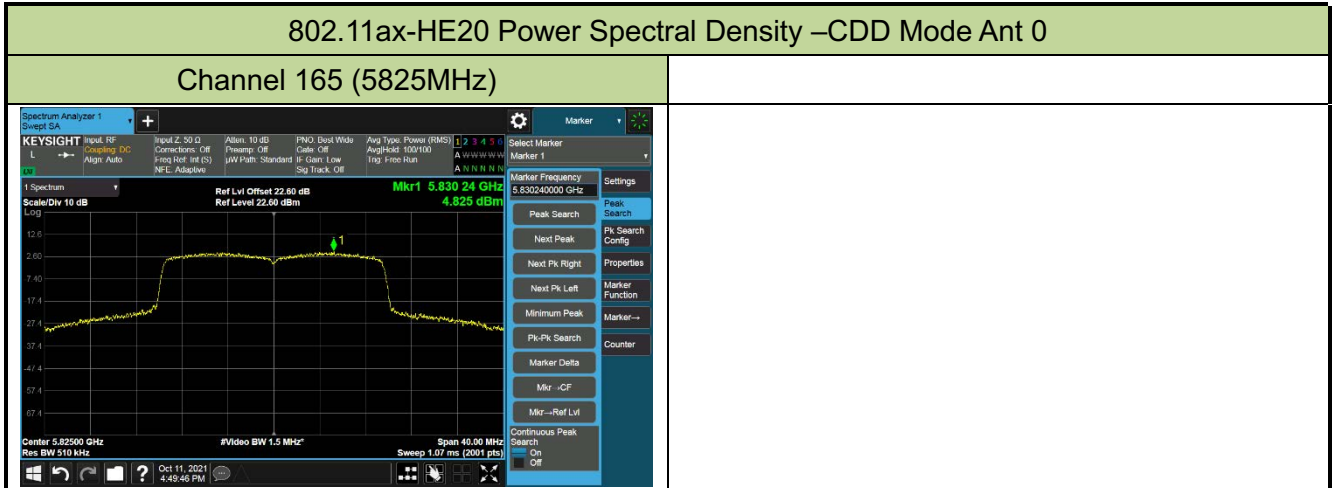 802.11ax-HE20 Power Spectral Density –CDD Mode Ant 0
Channel 165 (5825MHz)
Spectrum Analyzer 1
Swept SA
+
Marker
KEYSIGHT Input: RF Input Z: 50 Ω Atten: 10 dB PNO: Best Wide Avg Type: Power (RMS) 1 2 3 4 5 6
L Coupling: DC Corrections: Off Preamp: Off Gate: Off Avg|Hold: 100/100 A W W W W W
Align: Auto Freq Ref: Int (S) µW Path: Standard IF Gain: Low Trig: Free Run
NFE: Adaptive Sig Track: Off A N N N N N
Select Marker
Marker 1
1 Spectrum
Ref Lvl Offset 22.60 dB
Mkr1 5.830 24 GHz
Scale/Div 10 dB
Ref Level 22.60 dBm
4.825 dBm
Log
12.6
2.60
-7.40
-17.4
-27.4
-37.4
-47.4
-57.4
-67.4
1
Center 5.82500 GHz
#Video BW 1.5 MHz*
Span 40.00 MHz
Res BW 510 kHz
Sweep 1.07 ms (2001 pts)
Marker Frequency
5.830240000 GHz
Peak Search
Next Peak
Next Pk Right
Next Pk Left
Minimum Peak
Pk-Pk Search
Marker Delta
Mkr→CF
Mkr→Ref Lvl
Continuous Peak
Search
On
Off
Settings
Peak
Search
Pk Search
Config
Properties
Marker
Function
Marker→
Counter
?
Oct 11, 2021
4:49:46 PM